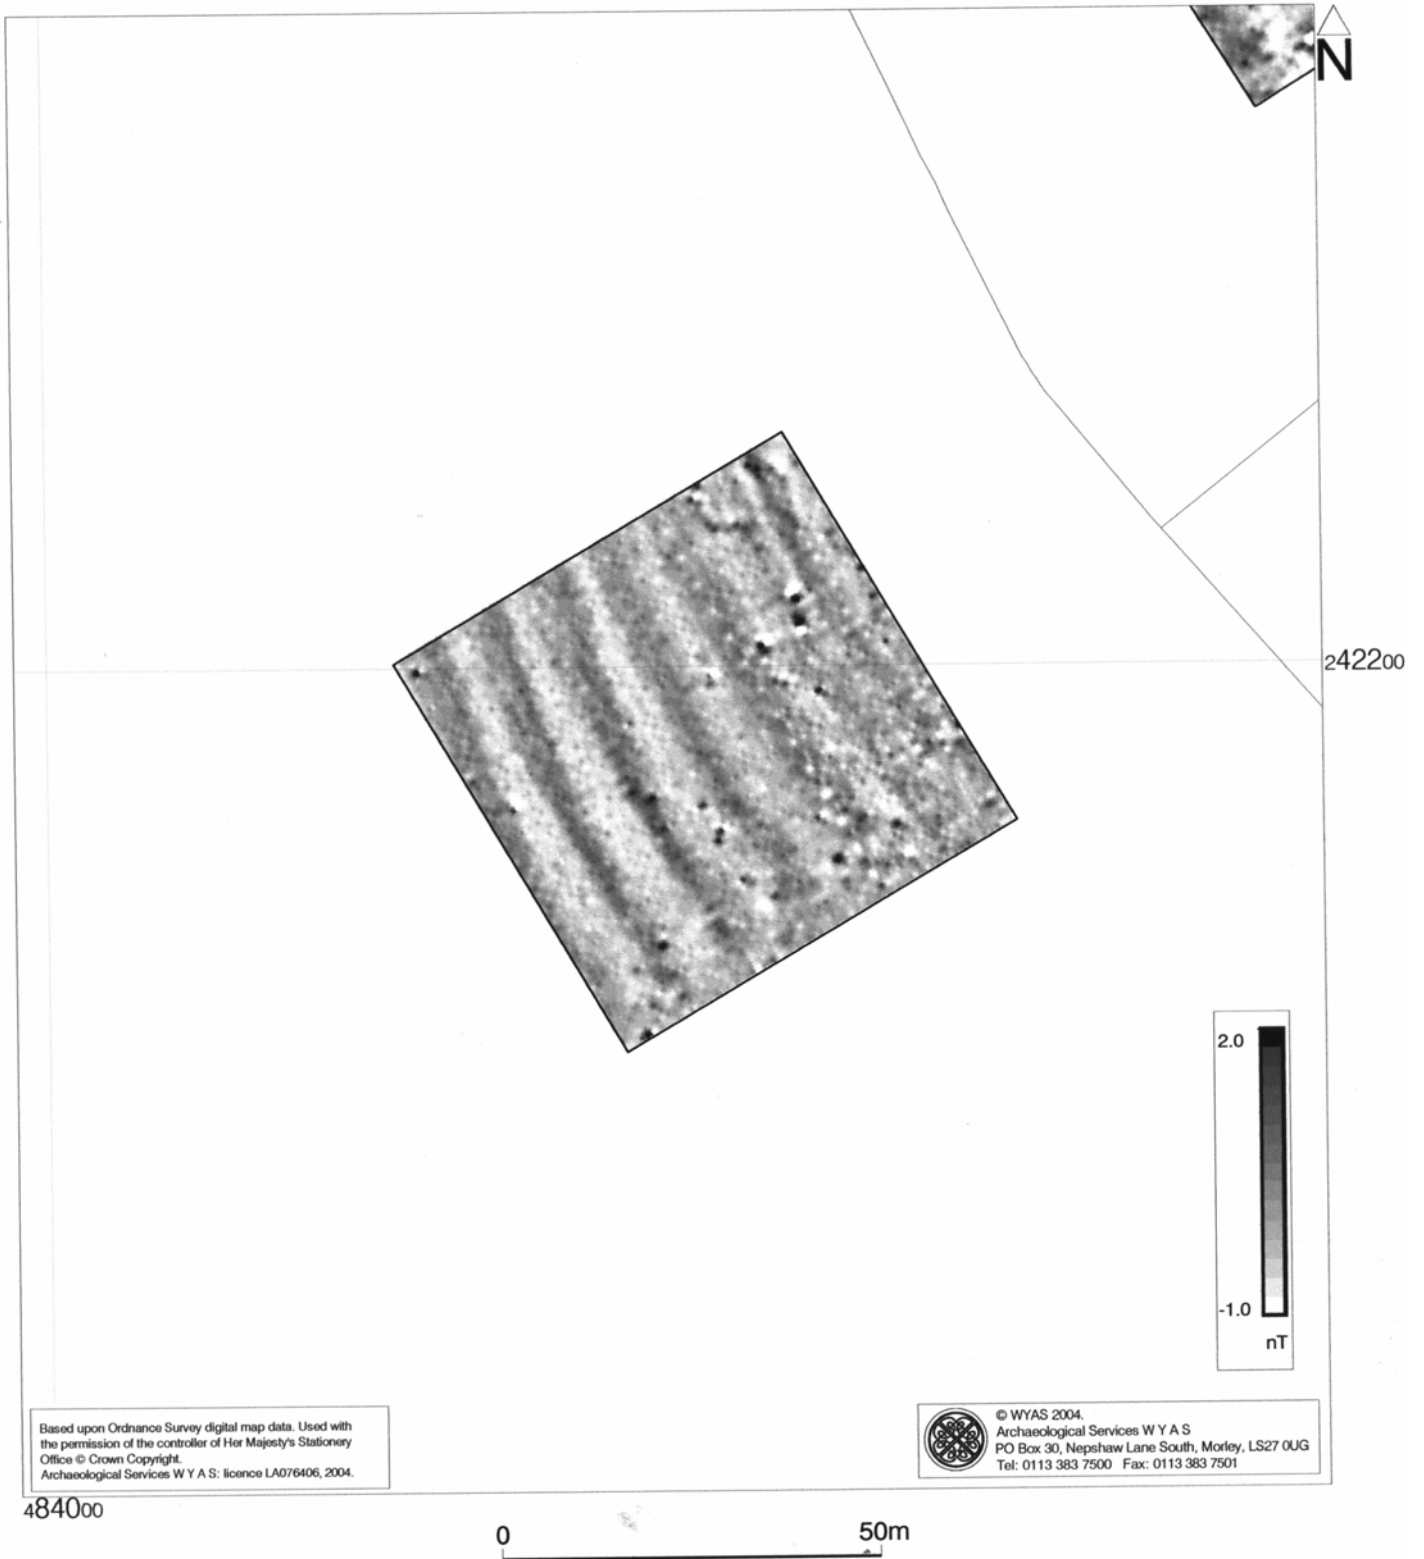 N
242200
2.0
-1.0
nT
Based upon Ordnance Survey digital map data. Used with
the permission of the controller of Her Majesty's Stationery
Office © Crown Copyright.
Archaeological Services W Y A S: licence LA076406, 2004.
© WYAS 2004.
Archaeological Services W Y A S
PO Box 30, Nepshaw Lane South, Morley, LS27 0UG
Tel: 0113 383 7500 Fax: 0113 383 7501
484000
0 50m